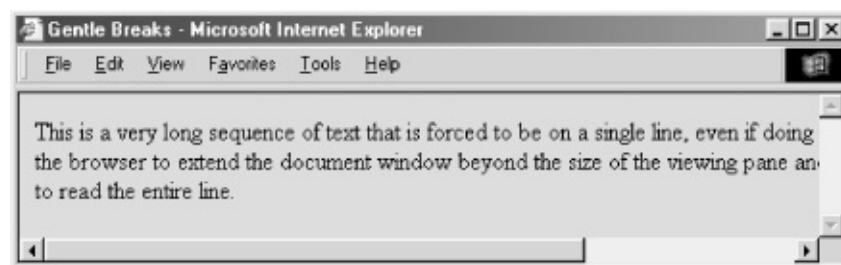 Gentle Breaks - Microsoft Internet Explorer
File Edit View Favorites Tools Help
This is a very long sequence of text that is forced to be on a single line, even if doing
the browser to extend the document window beyond the size of the viewing pane an
to read the entire line.